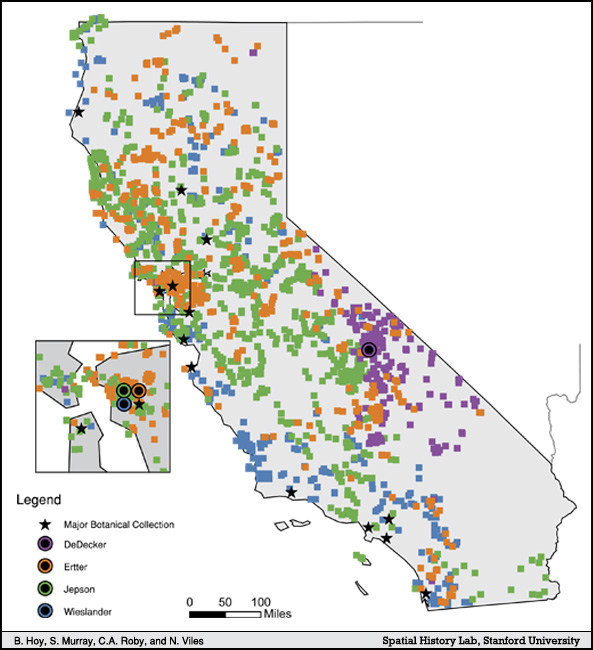 Legend
Major Botanical Collection
DeDecker
Ertter
Jepson
Wieslander
0 50 100
Miles
B. Hoy, S. Murray, C.A. Roby, and N. Viles
Spatial History Lab, Stanford University